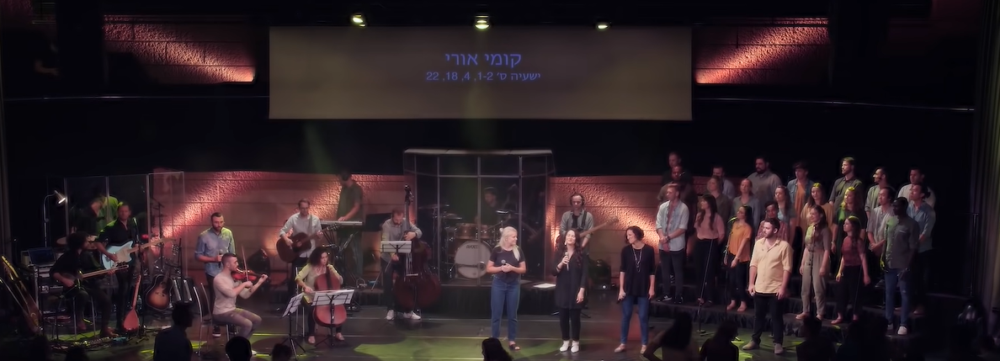 קומי אורי
ישעיה ס' 1-2, 4, 18, 22